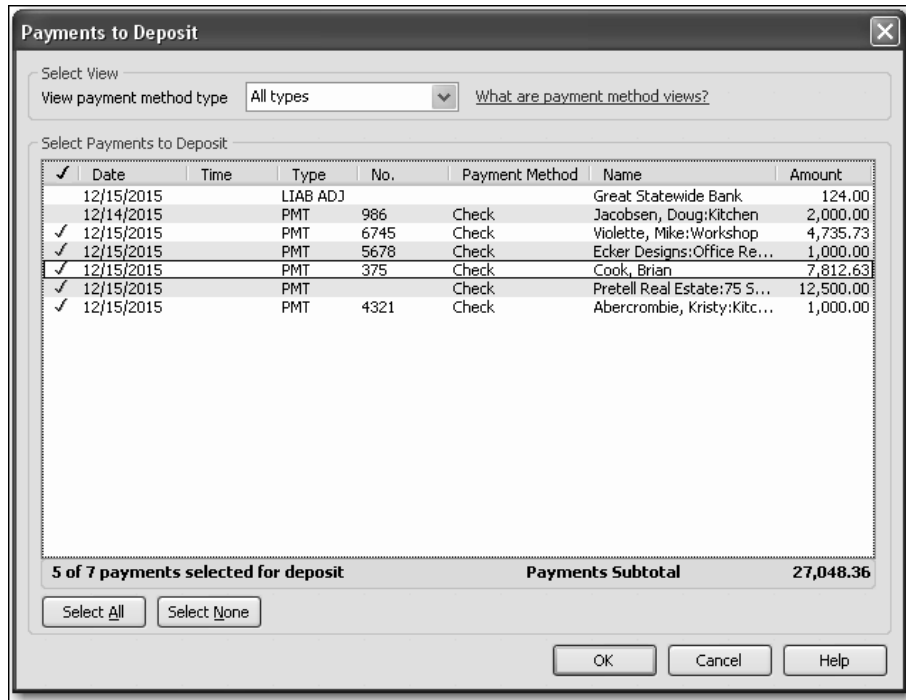 Payments to Deposit
Select View
View payment method type All types What are payment method views?
Select Payments to Deposit
✓ Date Time Type No. Payment Method Name Amount
12/15/2015 LIAB ADJ Great Statewide Bank 124.00
12/14/2015 PMT 986 Check Jacobsen, Doug:Kitchen 2,000.00
✓ 12/15/2015 PMT 6745 Check Violette, Mike:Workshop 4,735.73
✓ 12/15/2015 PMT 5678 Check Ecker Designs:Office Re... 1,000.00
✓ 12/15/2015 PMT 375 Check Cook, Brian 7,812.63
✓ 12/15/2015 PMT Check Pretell Real Estate:75 S... 12,500.00
✓ 12/15/2015 PMT 4321 Check Abercrombie, Kristy:Kitc... 1,000.00
5 of 7 payments selected for deposit Payments Subtotal 27,048.36
Select All Select None
OK Cancel Help